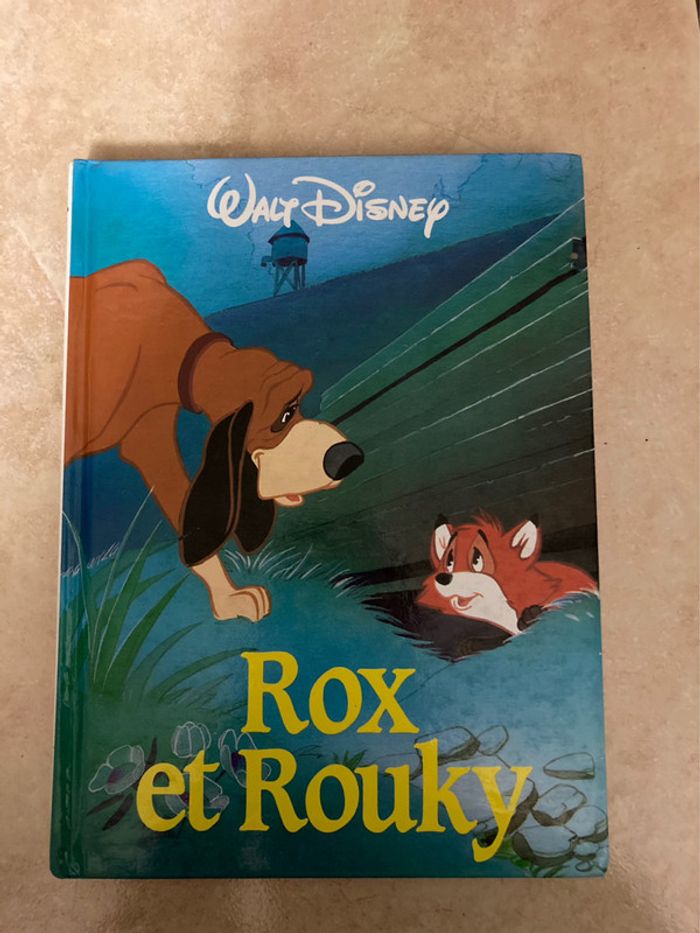 WALT DISNEY
Rox
et Rouky